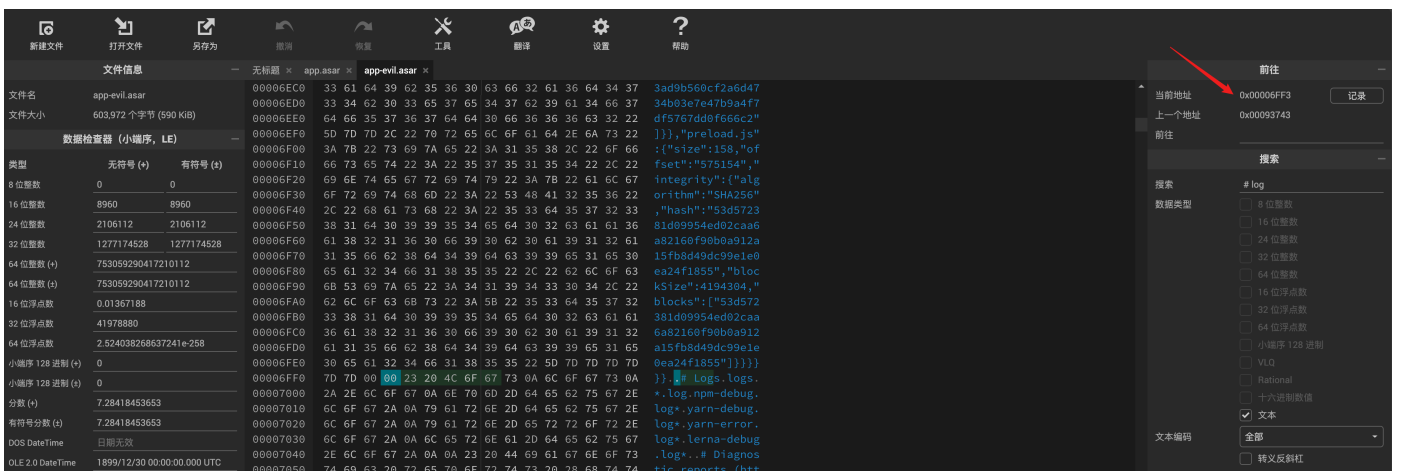 新建文件 打开文件 另存为 撤消 恢复 工具 翻译 设置 帮助
文件信息
文件名 app-evil.asar
文件大小 603,972 个字节 (590 KiB)
数据检查器（小端序，LE）
类型 无符号 (+) 有符号 (±)
8 位整数 0 0
16 位整数 8960 8960
24 位整数 2106112 2106112
32 位整数 1277174528 1277174528
64 位整数 (+) 753059290417210112
64 位整数 (±) 753059290417210112
16 位浮点数 0.01367188
32 位浮点数 41978880
64 位浮点数 2.524038268637241e-258
小端序 128 进制 (+) 0
小端序 128 进制 (±) 0
分数 (+) 7.28418453653
有符号分数 (±) 7.28418453653
DOS DateTime 日期无效
OLE 2.0 DateTime 1899/12/30 00:00:00.000 UTC
无标题 × app.asar × app-evil.asar ×
00006EC0 33 61 64 39 62 35 36 30 63 66 32 61 36 64 34 37 3ad9b560cf2a6d47
00006ED0 33 34 62 30 33 65 37 65 34 37 62 39 61 34 66 37 34b03e7e47b9a4f7
00006EE0 64 66 35 37 36 37 64 64 30 66 36 36 36 63 32 22 df5767dd0f666c2"
00006EF0 5D 7D 7D 2C 22 70 72 65 6C 6F 61 64 2E 6A 73 22 ]}},"preload.js"
00006F00 3A 7B 22 73 69 7A 65 22 3A 31 35 38 2C 22 6F 66 :{"size":158,"of
00006F10 66 73 65 74 22 3A 22 35 37 35 31 35 34 22 2C 22 fset":"575154","
00006F20 69 6E 74 65 67 72 69 74 79 22 3A 7B 22 61 6C 67 integrity":{"alg
00006F30 6F 72 69 74 68 6D 22 3A 22 53 48 41 32 35 36 22 orithm":"SHA256"
00006F40 2C 22 68 61 73 68 22 3A 22 35 33 64 35 37 32 33 ,"hash":"53d5723
00006F50 38 31 64 30 39 39 35 34 65 64 30 32 63 61 61 36 81d09954ed02caa6
00006F60 61 38 32 31 36 30 66 39 30 62 30 61 39 31 32 61 a82160f90b0a912a
00006F70 31 35 66 62 38 64 34 39 64 63 39 39 65 31 65 30 15fb8d49dc99e1e0
00006F80 65 61 32 34 66 31 38 35 35 22 2C 22 62 6C 6F 63 ea24f1855","bloc
00006F90 6B 53 69 7A 65 22 3A 34 31 39 34 33 30 34 2C 22 kSize":4194304,"
00006FA0 62 6C 6F 63 6B 73 22 3A 5B 22 35 33 64 35 37 32 blocks":["53d572
00006FB0 33 38 31 64 30 39 39 35 34 65 64 30 32 63 61 61 381d09954ed02caa
00006FC0 36 61 38 32 31 36 30 66 39 30 62 30 61 39 31 32 6a82160f90b0a912
00006FD0 61 31 35 66 62 38 64 34 39 64 63 39 39 65 31 65 a15fb8d49dc99e1e
00006FE0 30 65 61 32 34 66 31 38 35 35 22 5D 7D 7D 7D 7D 0ea24f1855"]}}}}
00006FF0 7D 7D 00 00 23 20 4C 6F 67 73 0A 6C 6F 67 73 0A }}..# Logs.logs.
00007000 2A 2E 6C 6F 67 0A 6E 70 6D 2D 64 65 62 75 67 2E *.log.npm-debug.
00007010 6C 6F 67 2A 0A 79 61 72 6E 2D 64 65 62 75 67 2E log*.yarn-debug.
00007020 6C 6F 67 2A 0A 79 61 72 6E 2D 65 72 72 6F 72 2E log*.yarn-error.
00007030 6C 6F 67 2A 0A 6C 65 72 6E 61 2D 64 65 62 75 67 log*.lerna-debug
00007040 2E 6C 6F 67 2A 0A 0A 23 20 44 69 61 67 6E 6F 73 .log*..# Diagnos
00007050 74 69 63 20 72 65 70 6F 72 74 73 20 28 68 74 74 tic reports (htt
前往
当前地址 0x00006FF3 记录
上一个地址 0x00093743
前往
搜索
搜索 # log
数据类型 8 位整数
16 位整数
24 位整数
32 位整数
64 位整数
16 位浮点数
32 位浮点数
64 位浮点数
小端序 128 进制
VLQ
Rational
十六进制数值
文本
文本编码 全部
转义反斜杠